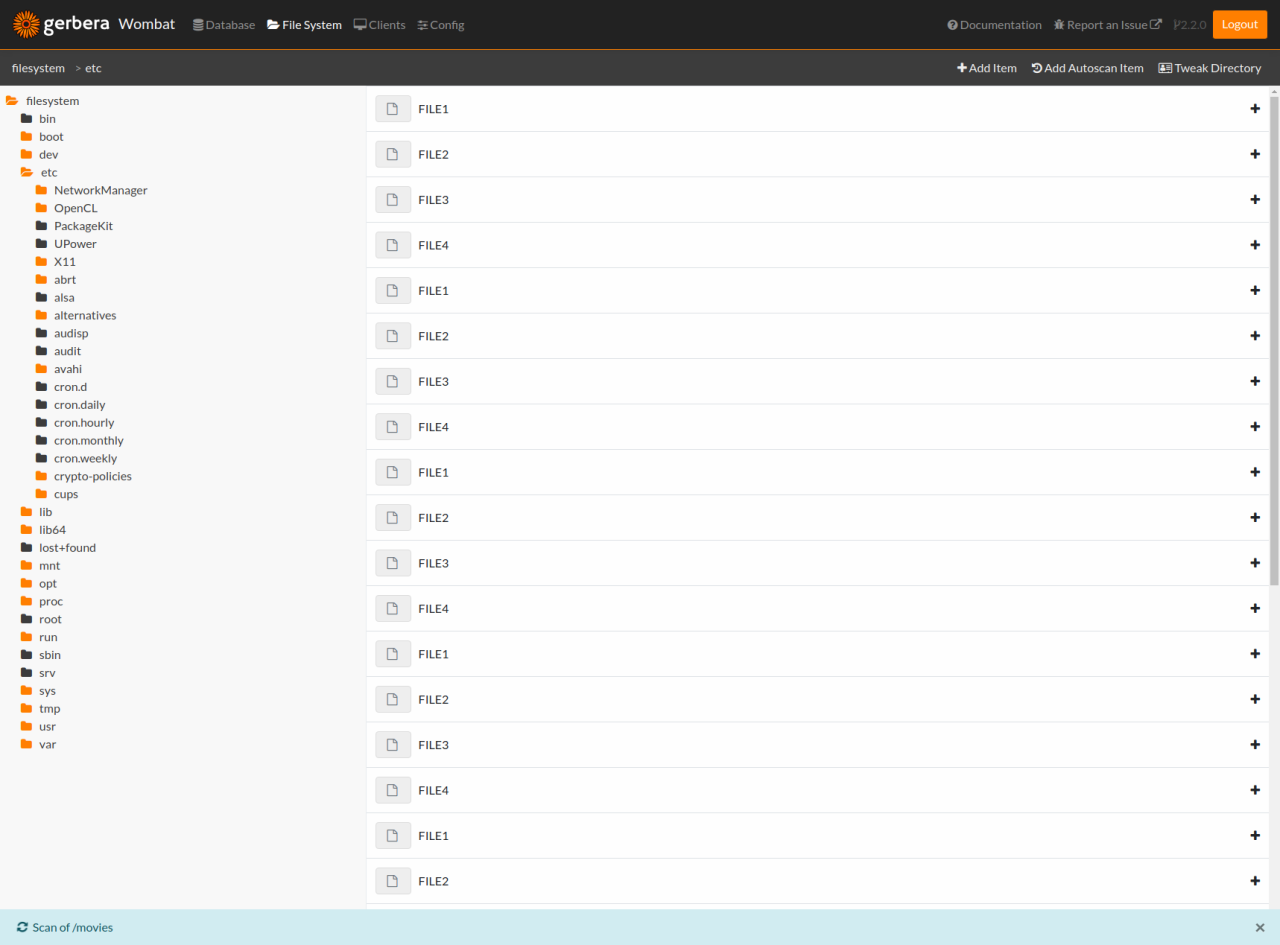 gerbera Wombat Database File System Clients Config Documentation Report an Issue 2.2.0 Logout
filesystem > etc Add Item Add Autoscan Item Tweak Directory
filesystem
bin
boot
dev
etc
NetworkManager
OpenCL
PackageKit
UPower
X11
abrt
alsa
alternatives
audisp
audit
avahi
cron.d
cron.daily
cron.hourly
cron.monthly
cron.weekly
crypto-policies
cups
lib
lib64
lost+found
mnt
opt
proc
root
run
sbin
srv
sys
tmp
usr
var
FILE1
FILE2
FILE3
FILE4
FILE1
FILE2
FILE3
FILE4
FILE1
FILE2
FILE3
FILE4
FILE1
FILE2
FILE3
FILE4
FILE1
FILE2
Scan of /movies